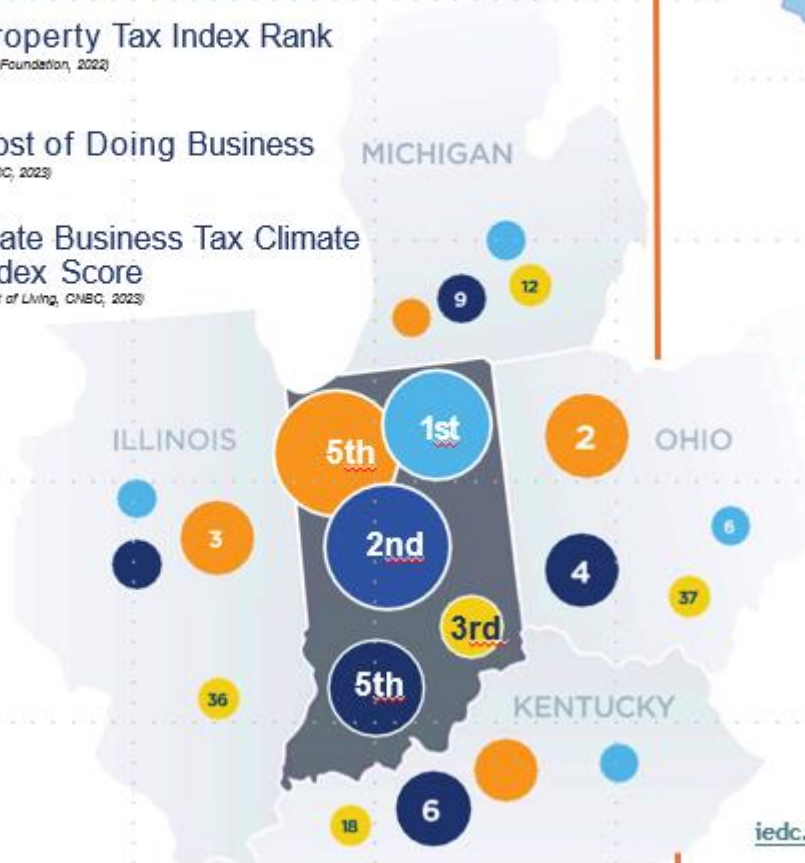 roperty Tax Index Rank
Foundation, 2022)
ost of Doing Business
C, 2023)
ate Business Tax Climate
dex Score
t of Living, CNBC, 2023)
MICHIGAN
9
12
ILLINOIS
3
36
5th
1st
2nd
3rd
5th
2
OHIO
6
4
37
KENTUCKY
6
18
iedc.